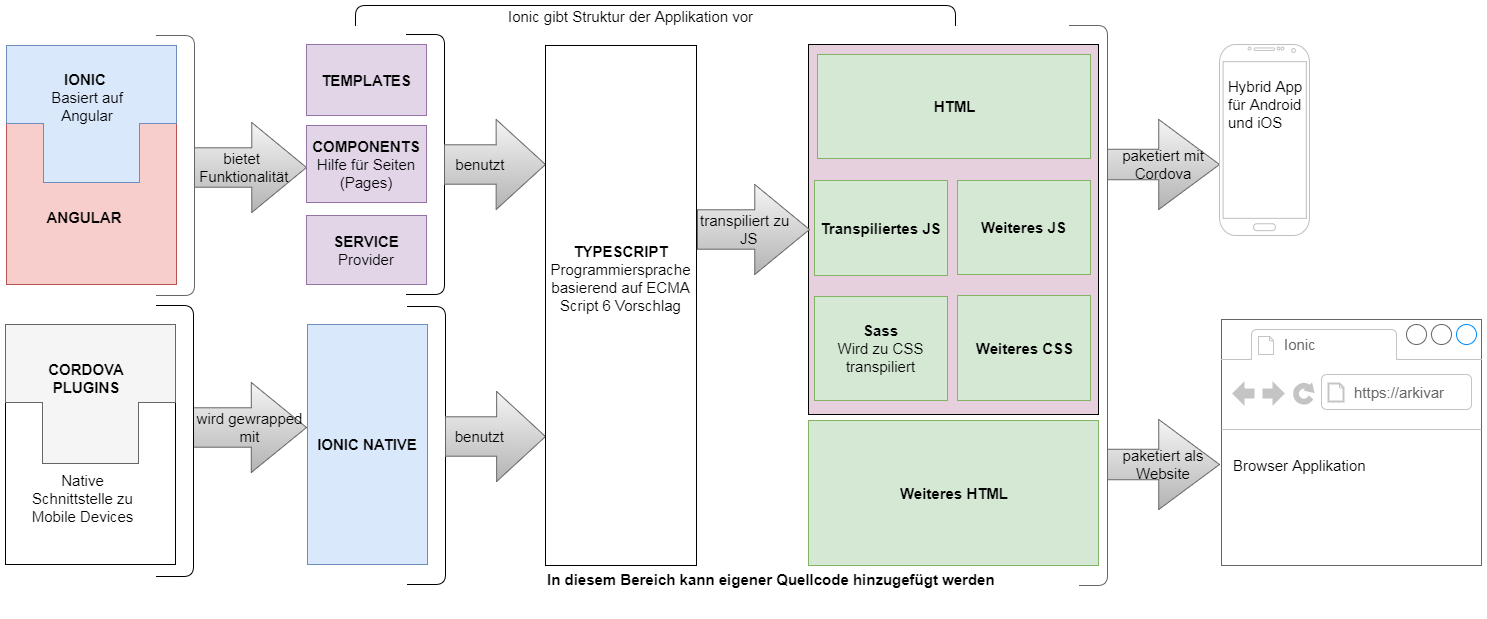 Ionic gibt Struktur der Applikation vor
IONIC
Basiert auf
Angular
ANGULAR
bietet
Funktionalität
TEMPLATES
COMPONENTS
Hilfe für Seiten
(Pages)
SERVICE
Provider
benutzt
CORDOVA
PLUGINS
Native
Schnittstelle zu
Mobile Devices
wird gewrapped
mit
IONIC NATIVE
benutzt
TYPESCRIPT
Programmiersprache
basierend auf ECMA
Script 6 Vorschlag
transpiliert zu
JS
HTML
Transpiliertes JS
Weiteres JS
Sass
Wird zu CSS
transpiliert
Weiteres CSS
Weiteres HTML
In diesem Bereich kann eigener Quellcode hinzugefügt werden
paketiert mit
Cordova
Hybrid App
für Android
und iOS
paketiert als
Website
Ionic
https://arkivar
Browser Applikation